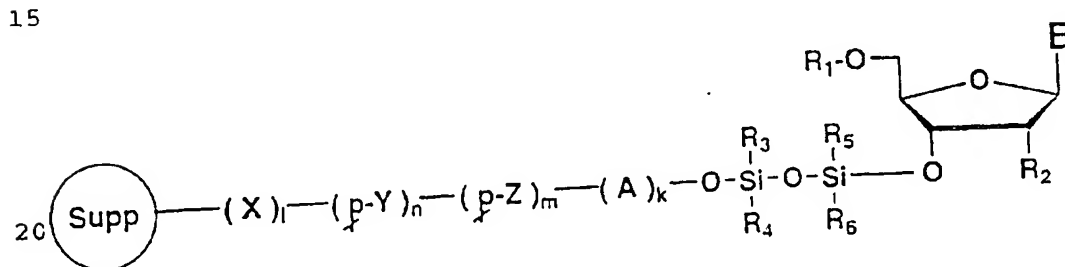 15
B
R₁-O
O
R₃ R₅
Supp (X)ₗ (p-Y)ₙ (p-Z)ₘ (A)ₖ -O-Si-O-Si O R₂
R₄ R₆
20